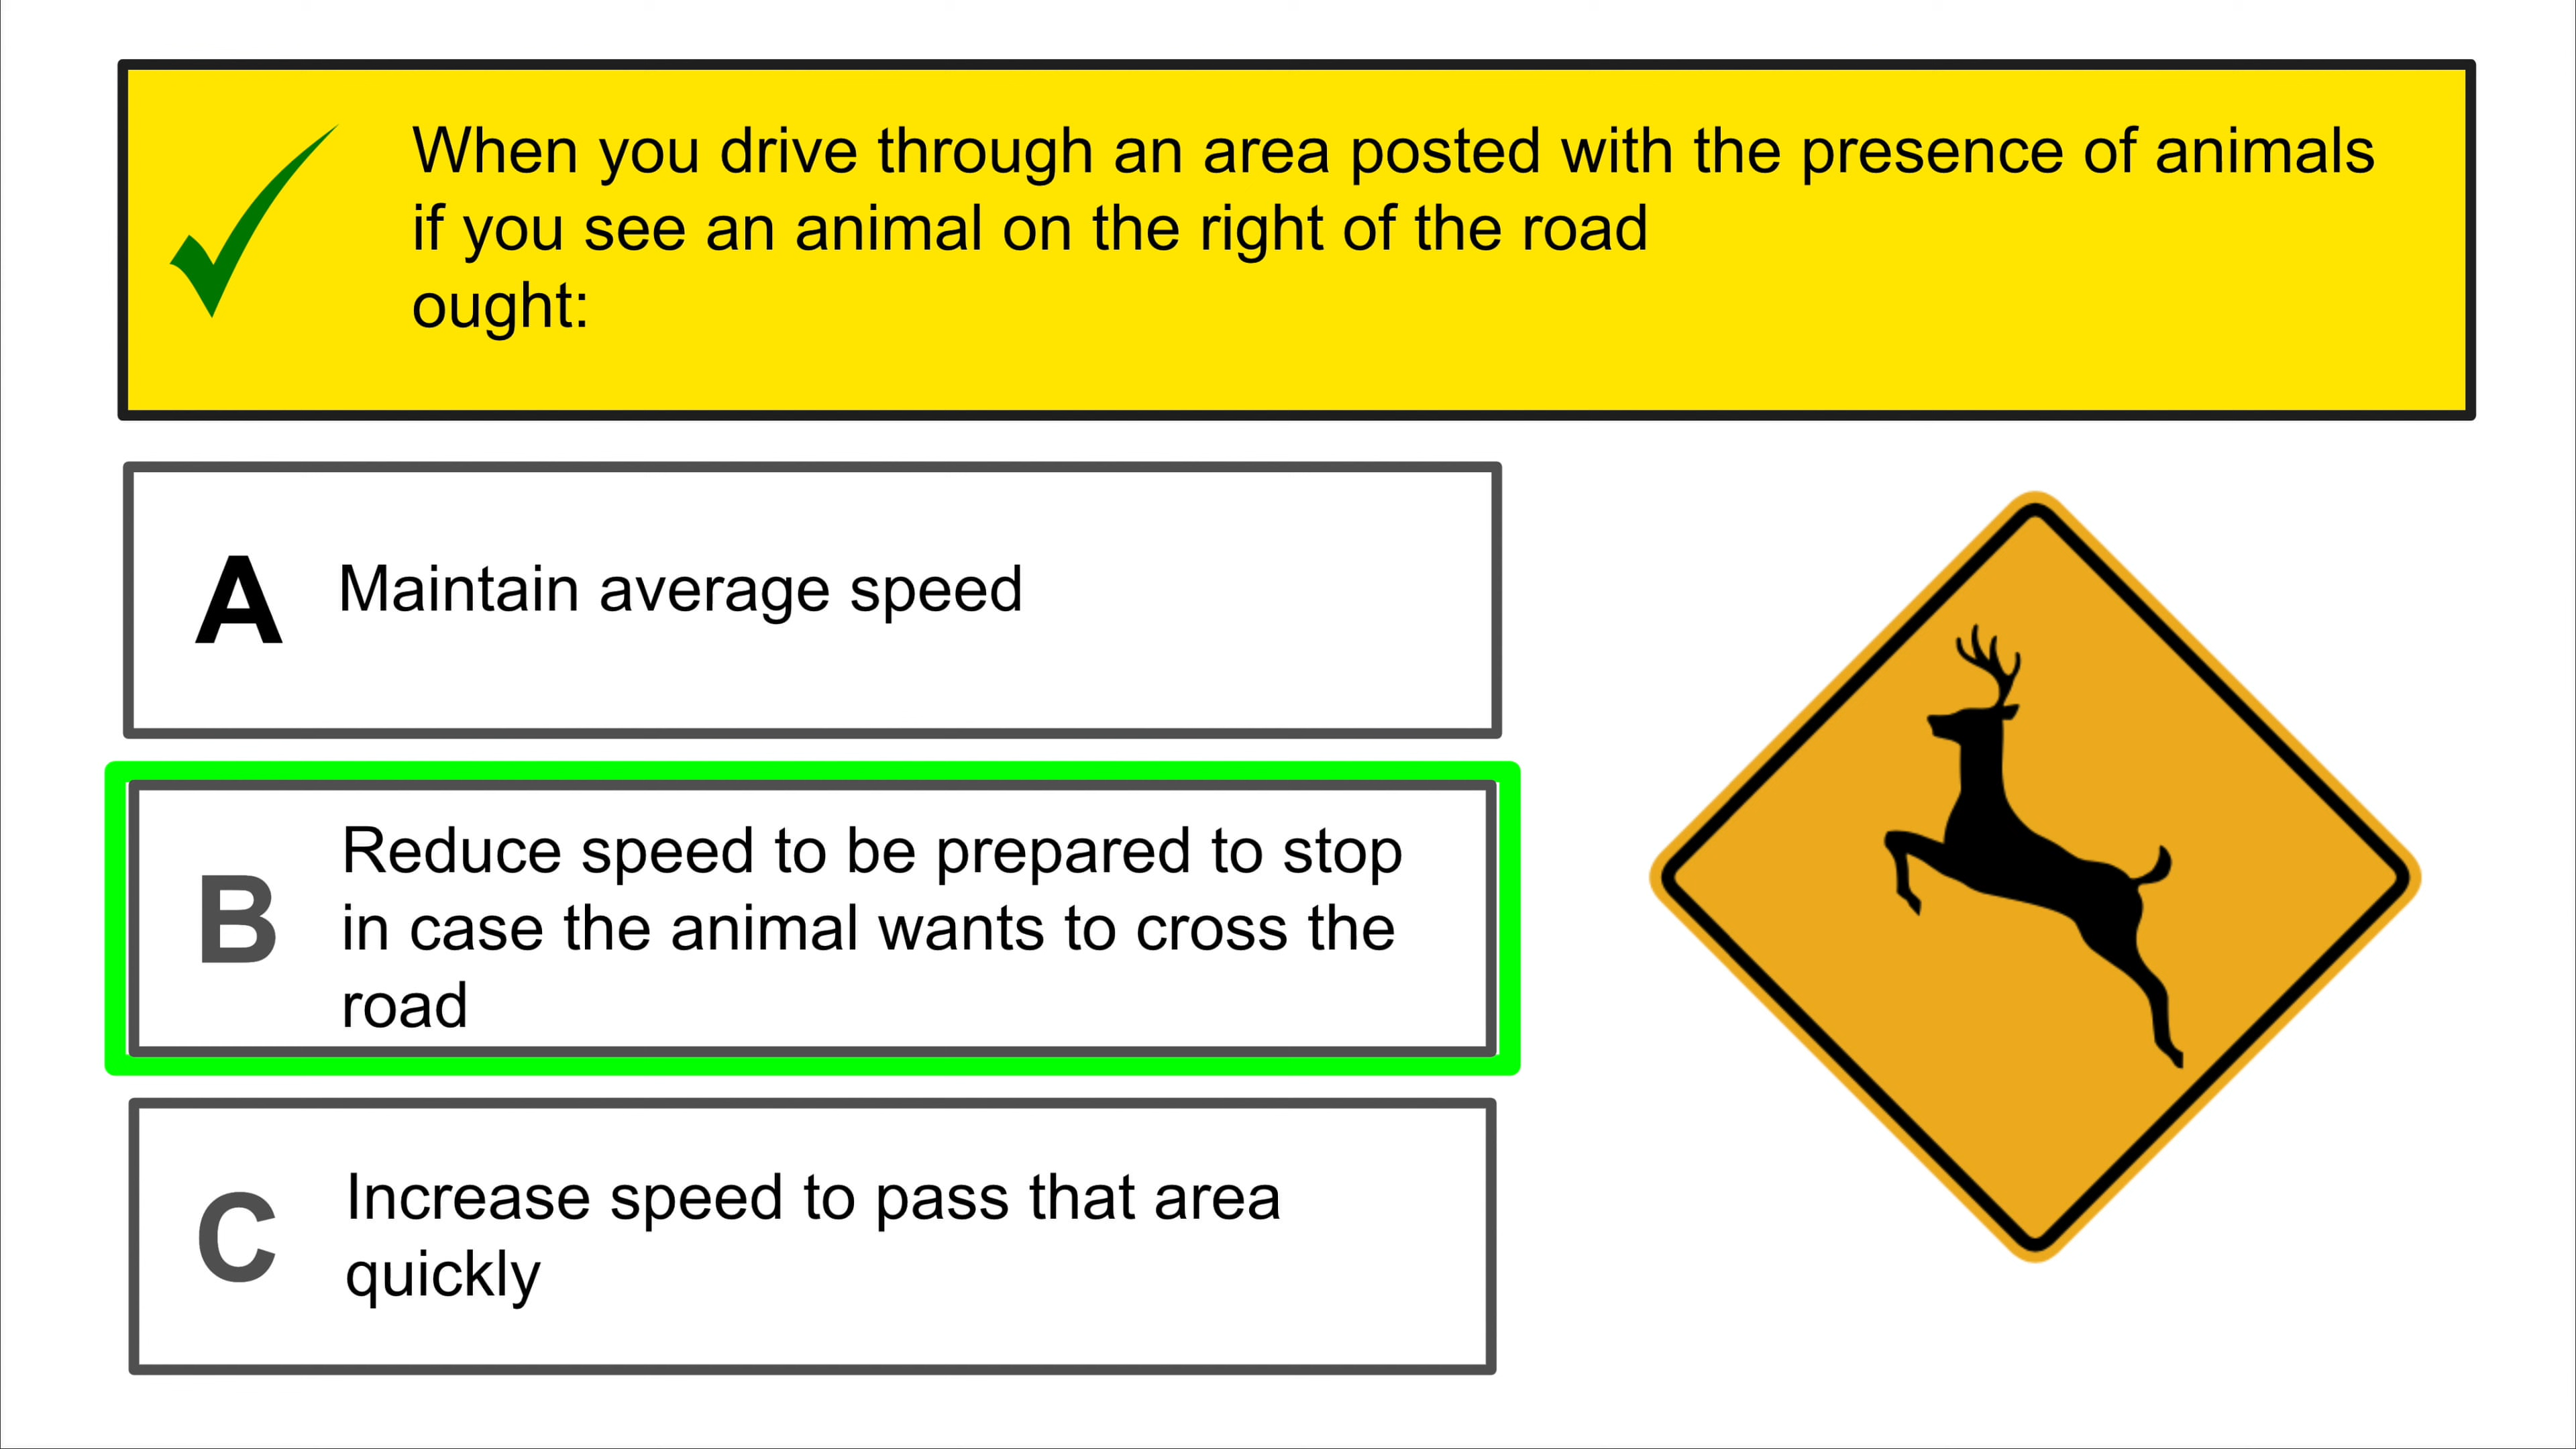 When you drive through an area posted with the presence of animals
if you see an animal on the right of the road
ought:
A
Maintain average speed
B
Reduce speed to be prepared to stop
in case the animal wants to cross the
road
C
Increase speed to pass that area
quickly